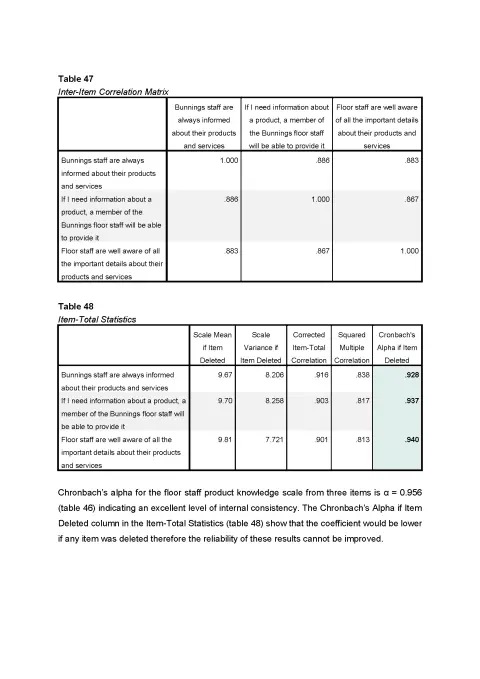 Table 47
Inter-Item Correlation Matrix
Bunnings staff are always informed about their products and services
If I need information about a product, a member of the Bunnings floor staff will be able to provide it
Floor staff are well aware of all the important details about their products and services
Bunnings staff are always 1.000 .886 .883
informed about their products
and services
If I need information about a .886 1.000 .867
product, a member of the
Bunnings floor staff will be able
to provide it
Floor staff are well aware of all .883 .867 1.000
the important details about their
products and services
Table 48
Item-Total Statistics
Scale Mean if Item Deleted
Scale Variance if Item Deleted
Corrected Item-Total Correlation
Squared Multiple Correlation
Cronbach's Alpha if Item Deleted
Bunnings staff are always informed 9.67 8.206 .916 .838 .928
about their products and services
If I need information about a product, a 9.70 8.258 .903 .817 .937
member of the Bunnings floor staff will
be able to provide it
Floor staff are well aware of all the 9.81 7.721 .901 .813 .940
important details about their products
and services
Chronbach's alpha for the floor staff product knowledge scale from three items is α = 0.956
(table 46) indicating an excellent level of internal consistency. The Chronbach's Alpha if Item
Deleted column in the Item-Total Statistics (table 48) show that the coefficient would be lower
if any item was deleted therefore the reliability of these results cannot be improved.